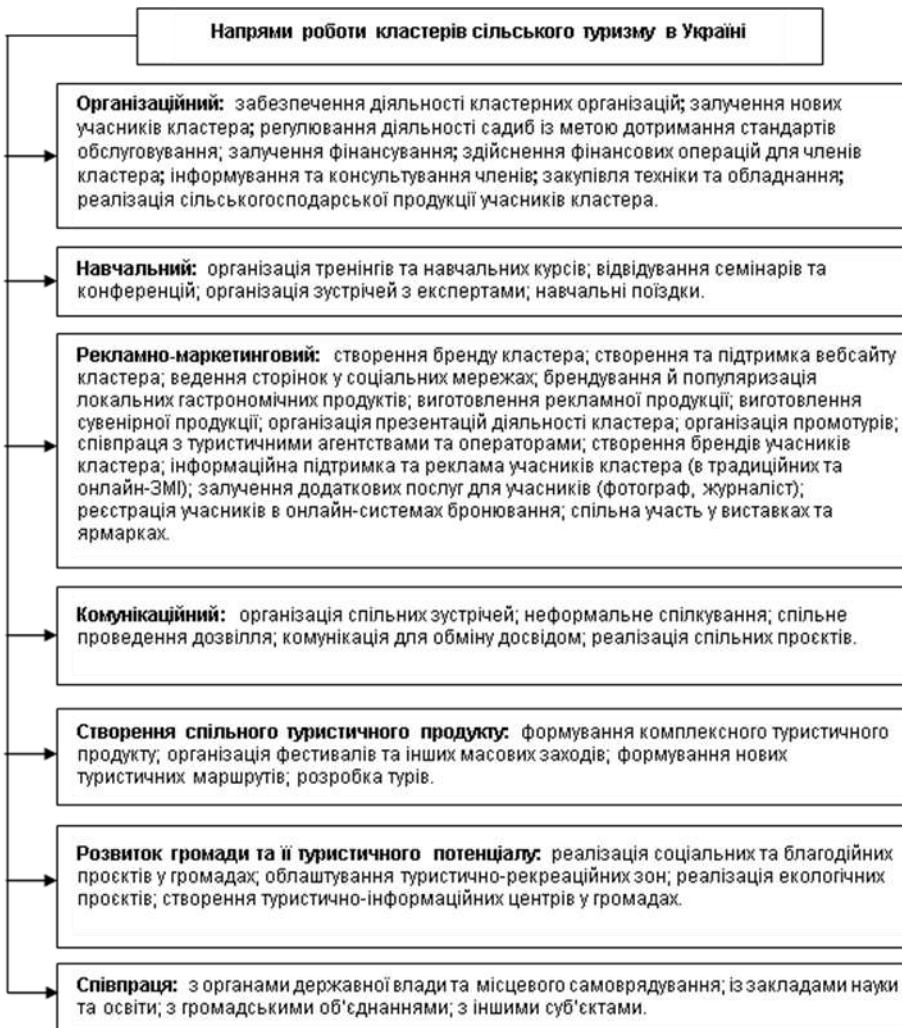 Напрями роботи кластерів сільського туризму в Україні
Організаційний: забезпечення діяльності кластерних організацій; залучення нових
учасників кластера; регулювання діяльності садиб із метою дотримання стандартів
обслуговування; залучення фінансування; здійснення фінансових операцій для членів
кластера; інформування та консультування членів; закупівля техніки та обладнання;
реалізація сільськогосподарської продукції учасників кластера.
Навчальний: організація тренінгів та навчальних курсів; відвідування семінарів та
конференцій; організація зустрічей з експертами; навчальні поїздки.
Рекламно-маркетинговий: створення бренду кластера; створення та підтримка вебсайту
кластера; ведення сторінок у соціальних мережах; брендування й популяризація
локальних гастрономічних продуктів; виготовлення рекламної продукції; виготовлення
сувенірної продукції; організація презентацій діяльності кластера; організація промотурів;
співпраця з туристичними агентствами та операторами; створення брендів учасників
кластера; інформаційна підтримка та реклама учасників кластера (в традиційних та
онлайн-ЗМІ); залучення додаткових послуг для учасників (фотограф, журналіст);
реєстрація учасників в онлайн-системах бронювання; спільна участь у виставках та
ярмарках.
Комунікаційний: організація спільних зустрічей; неформальне спілкування; спільне
проведення дозвілля; комунікація для обміну досвідом; реалізація спільних проєктів.
Створення спільного туристичного продукту: формування комплексного туристичного
продукту; організація фестивалів та інших масових заходів; формування нових
туристичних маршрутів; розробка турів.
Розвиток громади та її туристичного потенціалу: реалізація соціальних та благодійних
проєктів у громадах; облаштування туристично-рекреаційних зон; реалізація екологічних
проєктів; створення туристично-інформаційних центрів у громадах.
Співпраця: з органами державної влади та місцевого самоврядування; із закладами науки
та освіти; з громадськими об’єднаннями; з іншими суб’єктами.